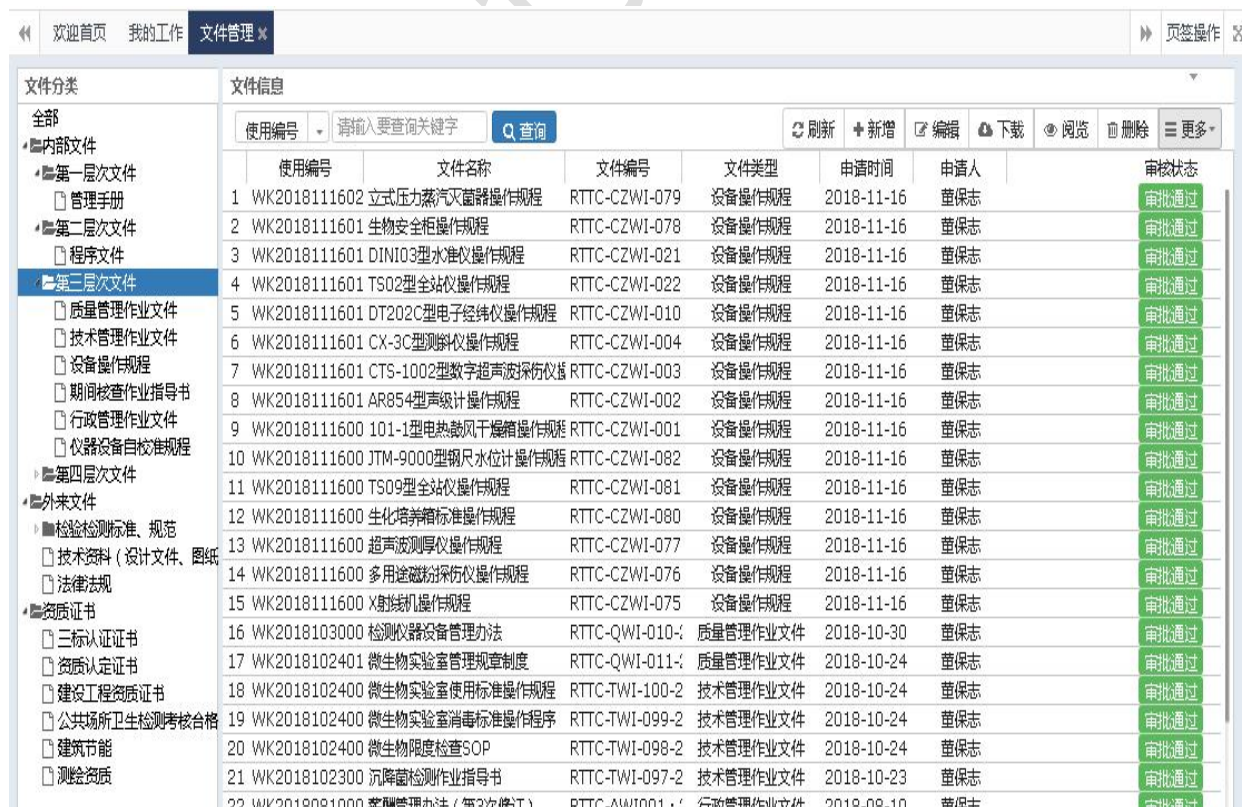 欢迎首页 我的工作 文件管理 页签操作
文件分类 文件信息
全部
内部文件
第一层次文件
管理手册
第二层次文件
程序文件
第三层次文件
质量管理作业文件
技术管理作业文件
设备操作规程
期间核查作业指导书
行政管理作业文件
仪器设备自校准规程
第四层次文件
外来文件
检验检测标准、规范
技术资料（设计文件、图纸
法律法规
资质证书
三标认证证书
资质认定证书
建设工程资质证书
公共场所卫生检测考核合格
建筑节能
测绘资质
使用编号 请输入要查询关键字 查询 刷新 新增 编辑 下载 阅览 删除 更多
使用编号 文件名称 文件编号 文件类型 申请时间 申请人 审核状态
1 WK2018111602 立式压力蒸汽灭菌器操作规程 RTTC-CZWI-079 设备操作规程 2018-11-16 董保志 审批通过
2 WK2018111601 生物安全柜操作规程 RTTC-CZWI-078 设备操作规程 2018-11-16 董保志 审批通过
3 WK2018111601 DINI03型水准仪操作规程 RTTC-CZWI-021 设备操作规程 2018-11-16 董保志 审批通过
4 WK2018111601 TS02型全站仪操作规程 RTTC-CZWI-022 设备操作规程 2018-11-16 董保志 审批通过
5 WK2018111601 DT202C型电子经纬仪操作规程 RTTC-CZWI-010 设备操作规程 2018-11-16 董保志 审批通过
6 WK2018111601 CX-3C型测斜仪操作规程 RTTC-CZWI-004 设备操作规程 2018-11-16 董保志 审批通过
7 WK2018111601 CTS-1002型数字超声波探伤仪操 RTTC-CZWI-003 设备操作规程 2018-11-16 董保志 审批通过
8 WK2018111601 AR854型声级计操作规程 RTTC-CZWI-002 设备操作规程 2018-11-16 董保志 审批通过
9 WK2018111600 101-1型电热鼓风干燥箱操作规程 RTTC-CZWI-001 设备操作规程 2018-11-16 董保志 审批通过
10 WK2018111600 JTM-9000型钢尺水位计操作规程 RTTC-CZWI-082 设备操作规程 2018-11-16 董保志 审批通过
11 WK2018111600 TS09型全站仪操作规程 RTTC-CZWI-081 设备操作规程 2018-11-16 董保志 审批通过
12 WK2018111600 生化培养箱标准操作规程 RTTC-CZWI-080 设备操作规程 2018-11-16 董保志 审批通过
13 WK2018111600 超声波测厚仪操作规程 RTTC-CZWI-077 设备操作规程 2018-11-16 董保志 审批通过
14 WK2018111600 多用途磁粉探伤仪操作规程 RTTC-CZWI-076 设备操作规程 2018-11-16 董保志 审批通过
15 WK2018111600 X射线机操作规程 RTTC-CZWI-075 设备操作规程 2018-11-16 董保志 审批通过
16 WK2018103000 检测仪器设备管理办法 RTTC-QWI-010-2 质量管理作业文件 2018-10-30 董保志 审批通过
17 WK2018102401 微生物实验室管理规章制度 RTTC-QWI-011-2 质量管理作业文件 2018-10-24 董保志 审批通过
18 WK2018102400 微生物实验室使用标准操作规程 RTTC-TWI-100-2 技术管理作业文件 2018-10-24 董保志 审批通过
19 WK2018102400 微生物实验室消毒标准操作程序 RTTC-TWI-099-2 技术管理作业文件 2018-10-24 董保志 审批通过
20 WK2018102400 微生物限度检查SOP RTTC-TWI-098-2 技术管理作业文件 2018-10-24 董保志 审批通过
21 WK2018102300 沉降菌检测作业指导书 RTTC-TWI-097-2 技术管理作业文件 2018-10-23 董保志 审批通过
22 WK2018081000 薪酬管理办法（第2次修订） 行政管理作业文件 2018-08-10 董保志 审批通过